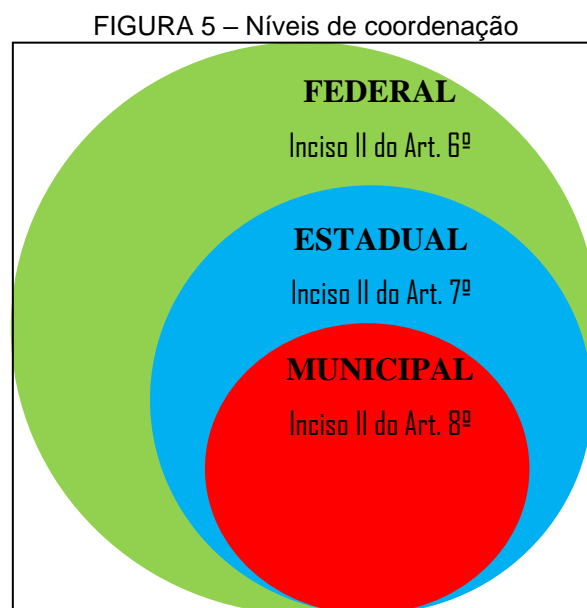 FIGURA 5 – Níveis de coordenação
FEDERAL
Inciso II do Art. 6º
ESTADUAL
Inciso II do Art. 7º
MUNICIPAL
Inciso II do Art. 8º